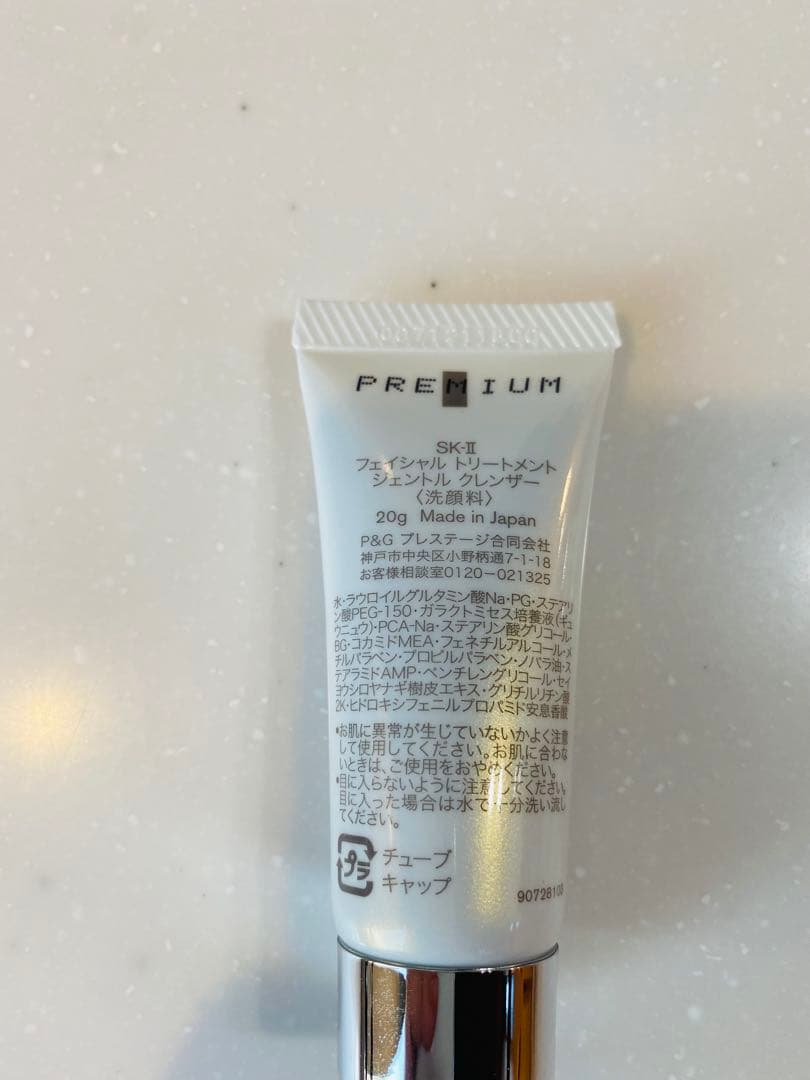 PREMIUM
SK-II
フェイシャル トリートメント
ジェントル クレンザー
〈洗顔料〉
20g Made in Japan
P&G プレステージ合同会社
神戸市中央区小野柄通7-1-18
お客様相談室0120-021325
水・ラウロイルグルタミン酸Na・PG・ステアリ
ン酸PEG-150・ガラクトミセス培養液(ギュ
ウニュウ)・PCA-Na・ステアリン酸グリコール・
BG・コカミドMEA・フェネチルアルコール・メ
チルパラベン・プロピルパラベン・ノバラ油・ス
テアラミドAMP・ペンチレングリコール・セイ
ヨウシロヤナギ樹皮エキス・グリチルリチン酸
2K・ヒドロキシフェニルプロパミド安息香酸
•お肌に異常が生じていないかよく注意
して使用してください。お肌に合わな
いときは、ご使用をおやめください。
•目に入らないように注意してください。
目に入った場合は水で十分洗い流し
てください。
プラ
チューブ
キャップ
90728103